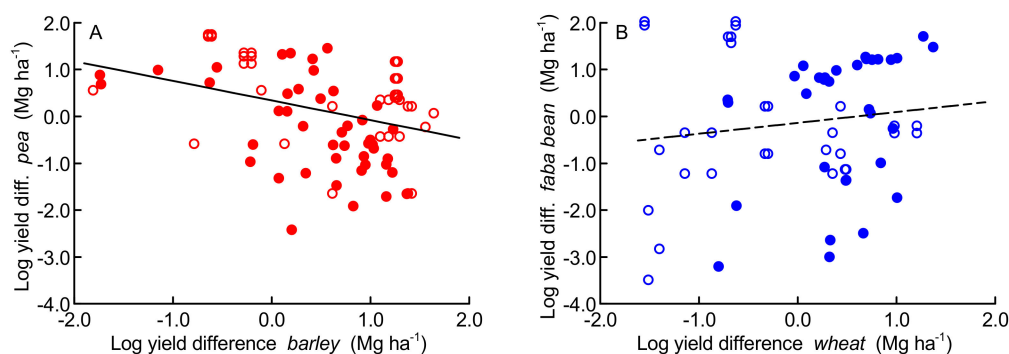 A
Log yield diff. pea (Mg ha-1)
2.0
1.0
0.0
-1.0
-2.0
-3.0
-4.0
-2.0 -1.0 0.0 1.0 2.0
Log yield difference barley (Mg ha-1)
B
Log yield diff. faba bean (Mg ha-1)
2.0
1.0
0.0
-1.0
-2.0
-3.0
-4.0
-2.0 -1.0 0.0 1.0 2.0
Log yield difference wheat (Mg ha-1)